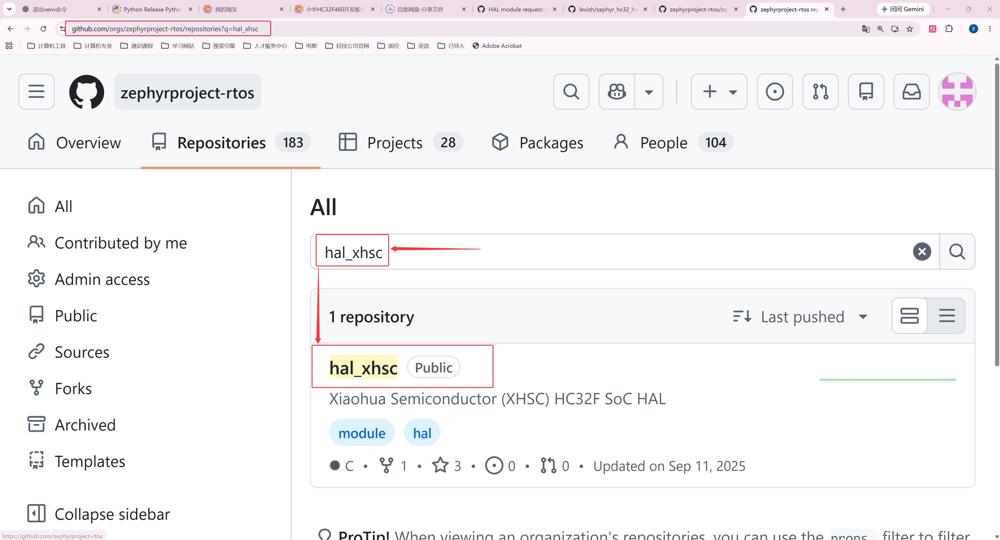 退出venv命令
Python Release Python
我的淘宝
小华HC32F460开发板学
百度网盘-分享文件
HAL module request:
levizh/zephyr_hc32_ha
zephyrproject-rtos/zep
zephyrproject-rtos rep
问问 Gemini
github.com/orgs/zephyrproject-rtos/repositories?q=hal_xhsc
8
计算机工具
计算机专业
通识课程
学习网站
搜索引擎
人才服务中心
电影
科技公司官网
面经
英语
已导入
Adobe Acrobat
zephyrproject-rtos
Overview
Repositories 183
Projects 28
Packages
People 104
All
Contributed by me
Admin access
Public
Sources
Forks
Archived
Templates
Collapse sidebar
All
hal_xhsc
1 repository
Last pushed
hal_xhsc Public
Xiaohua Semiconductor (XHSC) HC32F SoC HAL
module hal
C • 1 • 3 • 0 • 0 • Updated on Sep 11, 2025
ProTip! When viewing an organization's repositories, you can use the props. filter to filter
https://github.com/zephyrproject-rtos